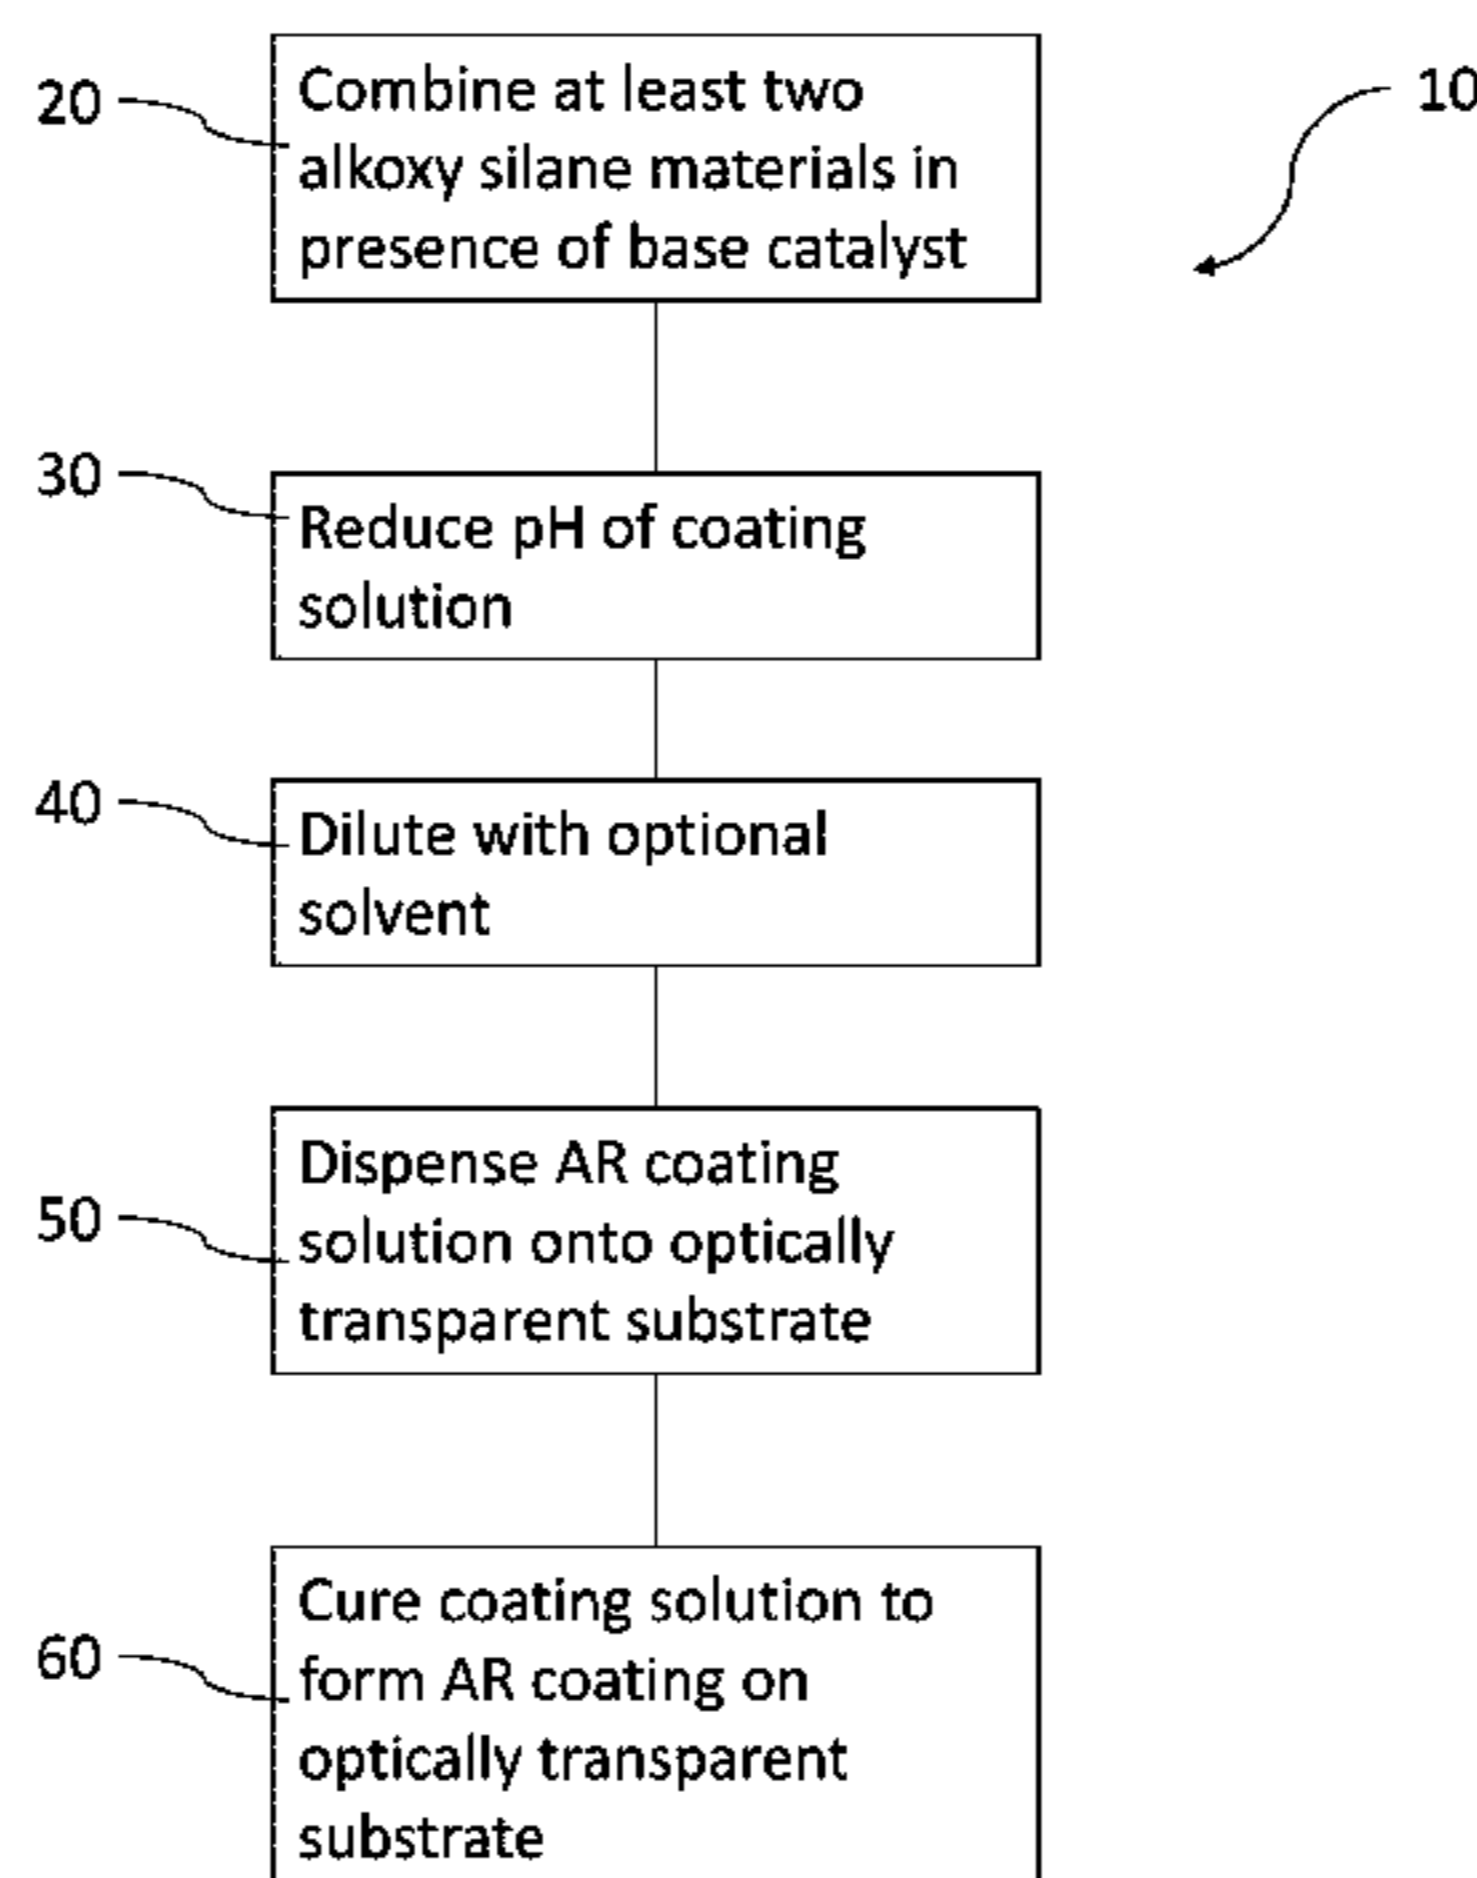 20
Combine at least two
alkoxy silane materials in
presence of base catalyst
10
30
Reduce pH of coating
solution
40
Dilute with optional
solvent
50
Dispense AR coating
solution onto optically
transparent substrate
60
Cure coating solution to
form AR coating on
optically transparent
substrate